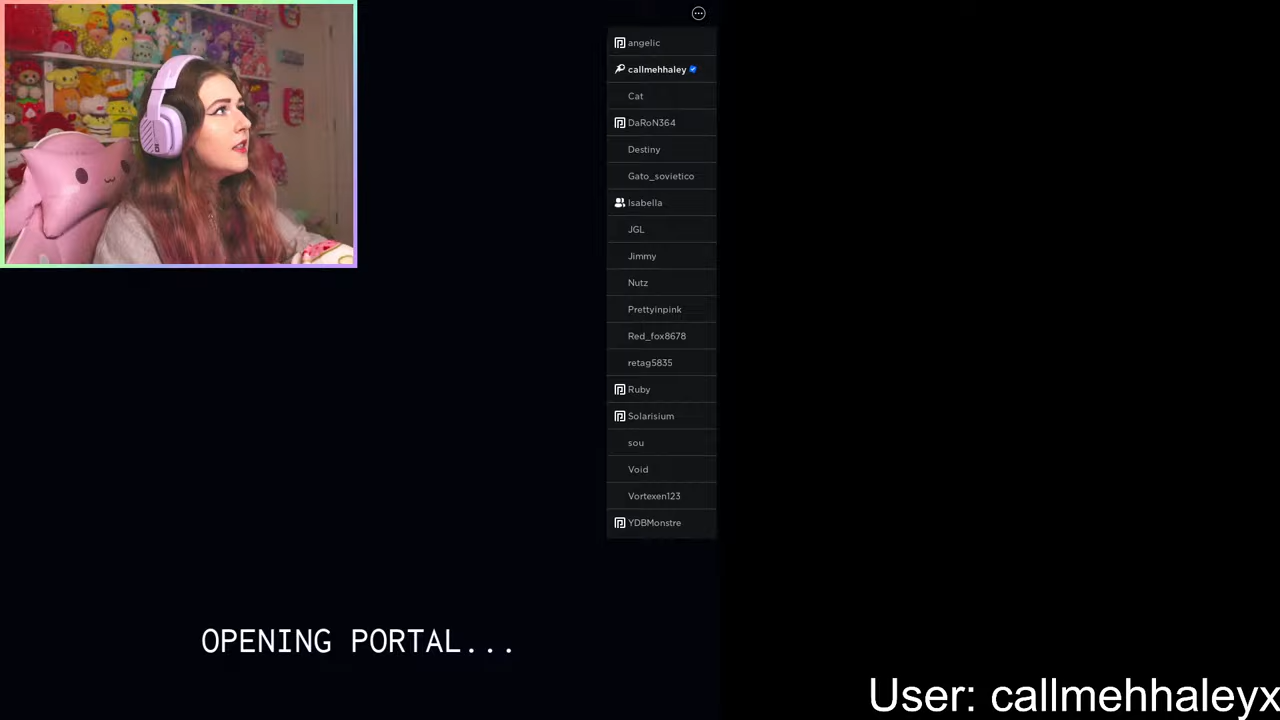 angelic
callmehhaley
Cat
DaRoN364
Destiny
Gato_sovietico
Isabella
JGL
Jimmy
Nutz
Prettyinpink
Red_fox8678
retag5835
Ruby
Solarisium
sou
Void
Vortexen123
YDBMonstre
OPENING PORTAL...
User: callmehhaleyx